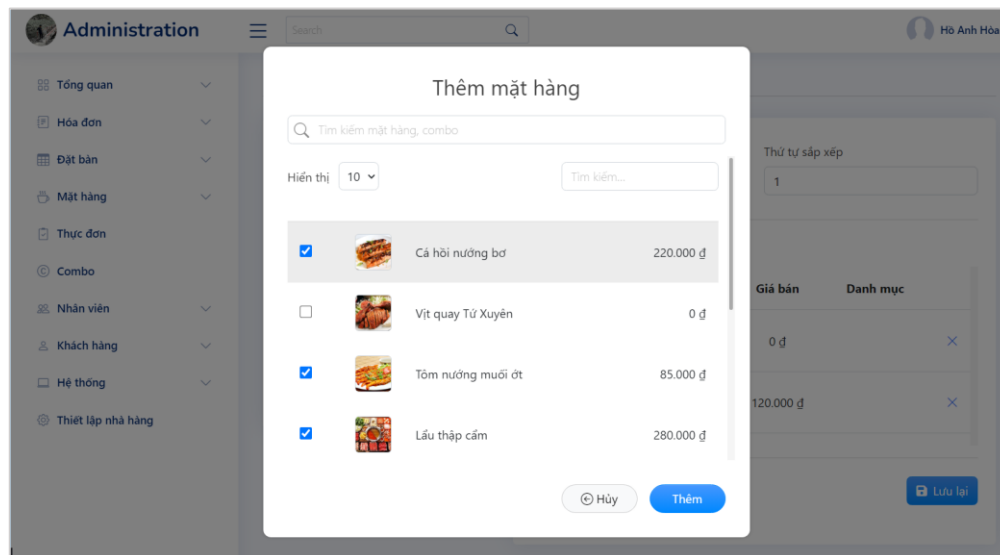 Administration
Search
Hồ Anh Hòa
Tổng quan
Hóa đơn
Đặt bàn
Mặt hàng
Thực đơn
Combo
Nhân viên
Khách hàng
Hệ thống
Thiết lập nhà hàng
Thêm mặt hàng
Tìm kiếm mặt hàng, combo
Hiển thị 10 Tìm kiếm...
Cá hồi nướng bơ 220.000 ₫
Vịt quay Tứ Xuyên 0 ₫
Tôm nướng muối ớt 85.000 ₫
Lẩu thập cẩm 280.000 ₫
Hủy Thêm
Thứ tự sắp xếp
1
Giá bán Danh mục
0 ₫
120.000 ₫
Lưu lại